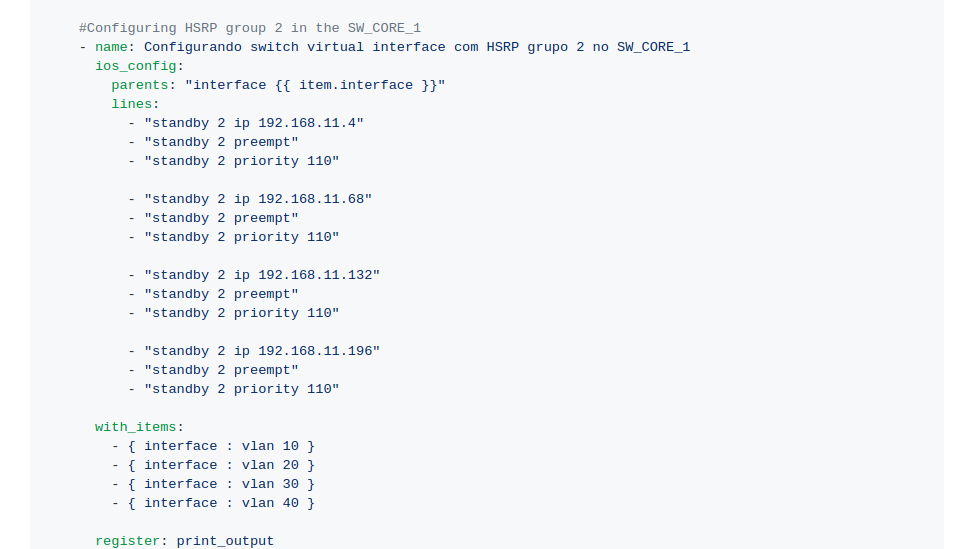 #Configuring HSRP group 2 in the SW_CORE_1
- name: Configurando switch virtual interface com HSRP grupo 2 no SW_CORE_1
  ios_config:
    parents: "interface {{ item.interface }}"
    lines:
      - "standby 2 ip 192.168.11.4"
      - "standby 2 preempt"
      - "standby 2 priority 110"

      - "standby 2 ip 192.168.11.68"
      - "standby 2 preempt"
      - "standby 2 priority 110"

      - "standby 2 ip 192.168.11.132"
      - "standby 2 preempt"
      - "standby 2 priority 110"

      - "standby 2 ip 192.168.11.196"
      - "standby 2 preempt"
      - "standby 2 priority 110"

  with_items:
    - { interface : vlan 10 }
    - { interface : vlan 20 }
    - { interface : vlan 30 }
    - { interface : vlan 40 }

  register: print_output